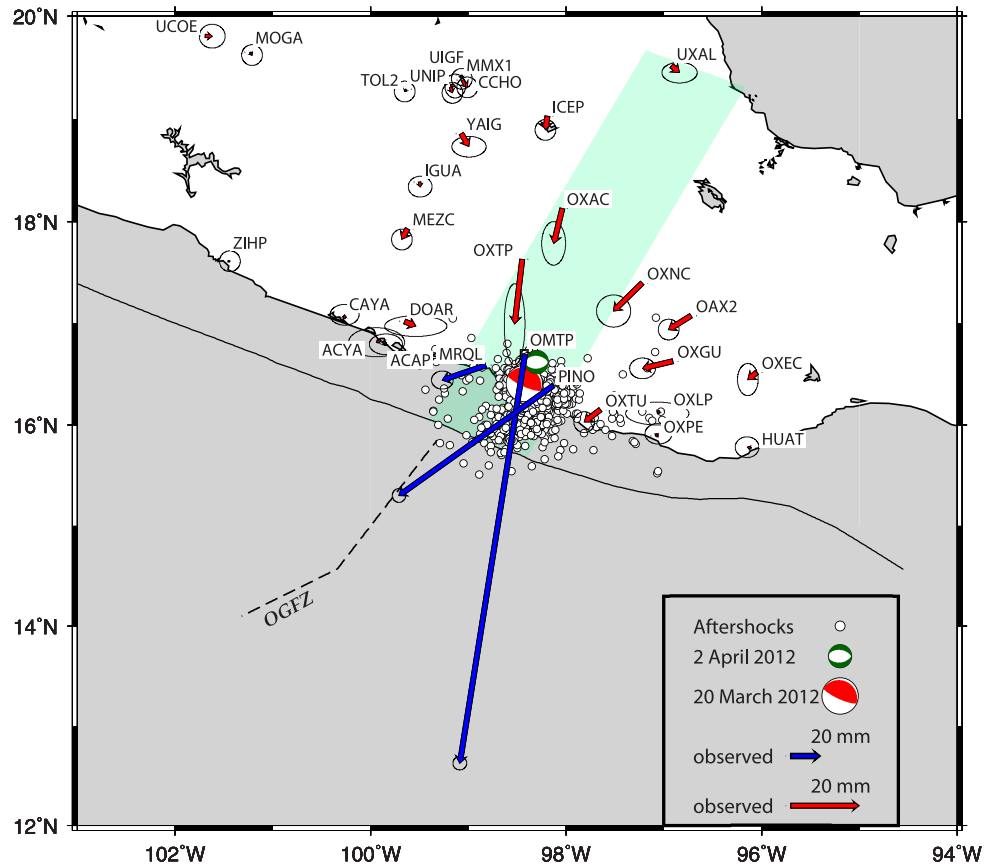 20°N
UCOE
MOGA
UIGF
MMX1
UXAL
TOL2
UNIP
CCHO
ICEP
YAIG
IGUA
OXAC
18°N
MEZC
ZIHP
OXTP
OXNC
CAYA
DOAR
OAX2
ACYA
ACAP
MRQL
OMTP
OXGU
OXEC
PINO
16°N
OXTU
OXLP
OXPE
HUAT
14°N
OGFZ
Aftershocks
2 April 2012
20 March 2012
20 mm
observed
20 mm
observed
12°N
102°W 100°W 98°W 96°W 94°W